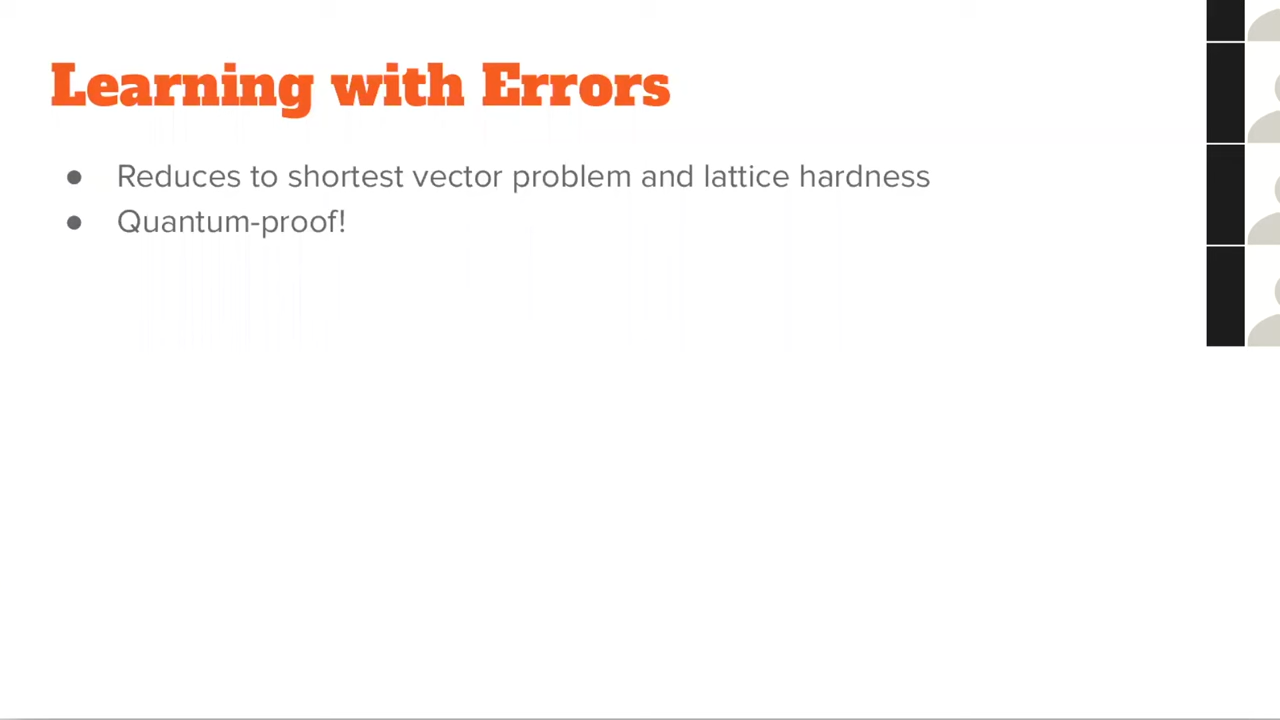 Learning with Errors
● Reduces to shortest vector problem and lattice hardness
● Quantum-proof!